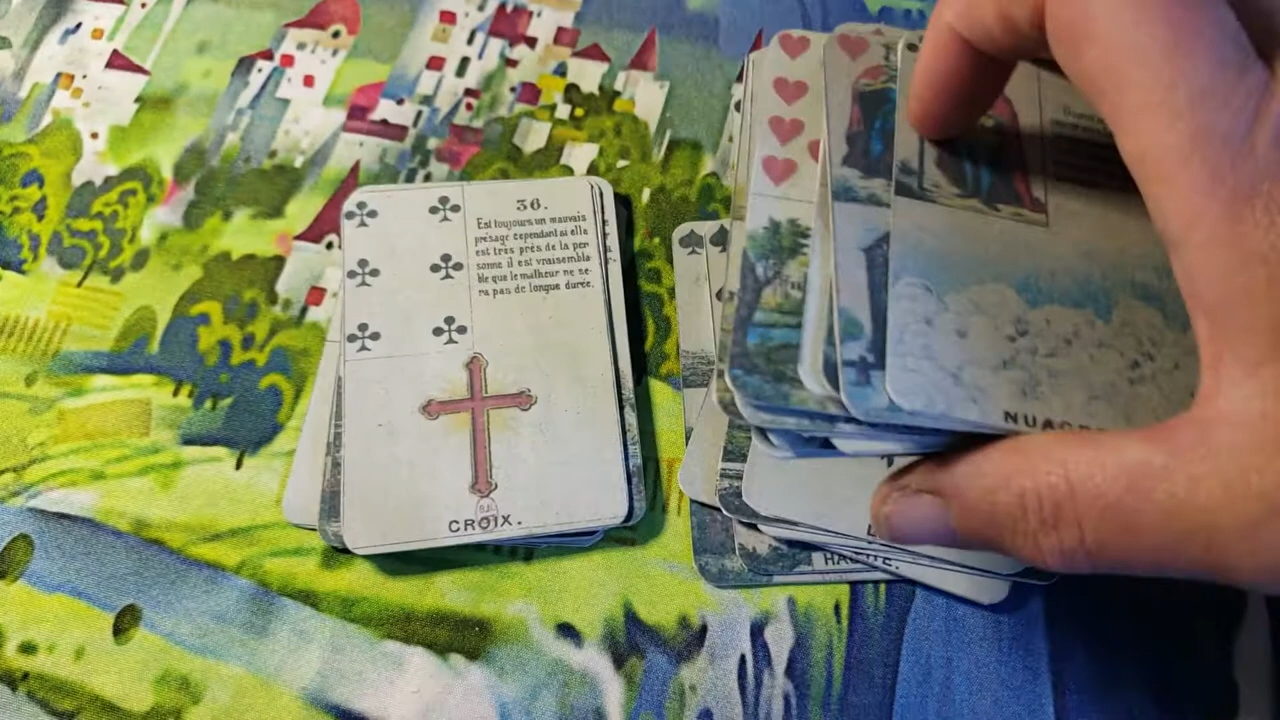 36.
Est toujours un mauvais
présage cependant si elle
est très près de la per
sonne il est vraisembla-
ble que le malheur ne se-
ra pas de longue durée.
CROIX.